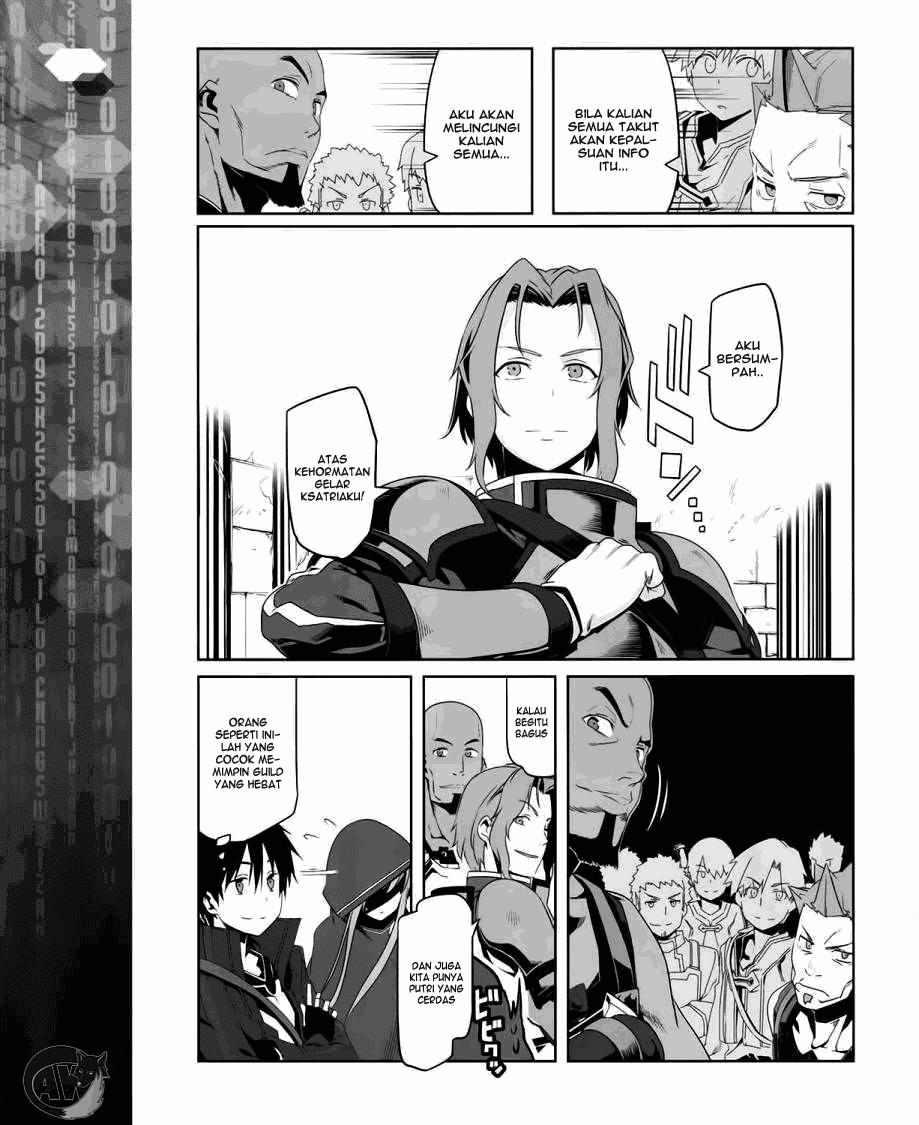 BILA KALIAN
SEMUA TAKUT
AKAN KEPAL-
SUAN INFO
ITU...
AKU AKAN
MELINCUNGI
KALIAN
SEMUA...
AKU
BERSUM-
PAH..
ATAS
KEHORMATAN
GELAR
KSATRIAKU!
KALAU
BEGITU
BAGUS
DAN JUGA
KITA PUNYA
PUTRI YANG
CERDAS
ORANG
SEPERTI INI-
LAH YANG
COCOK ME-
MIMPIN GUILD
YANG HEBAT
AW